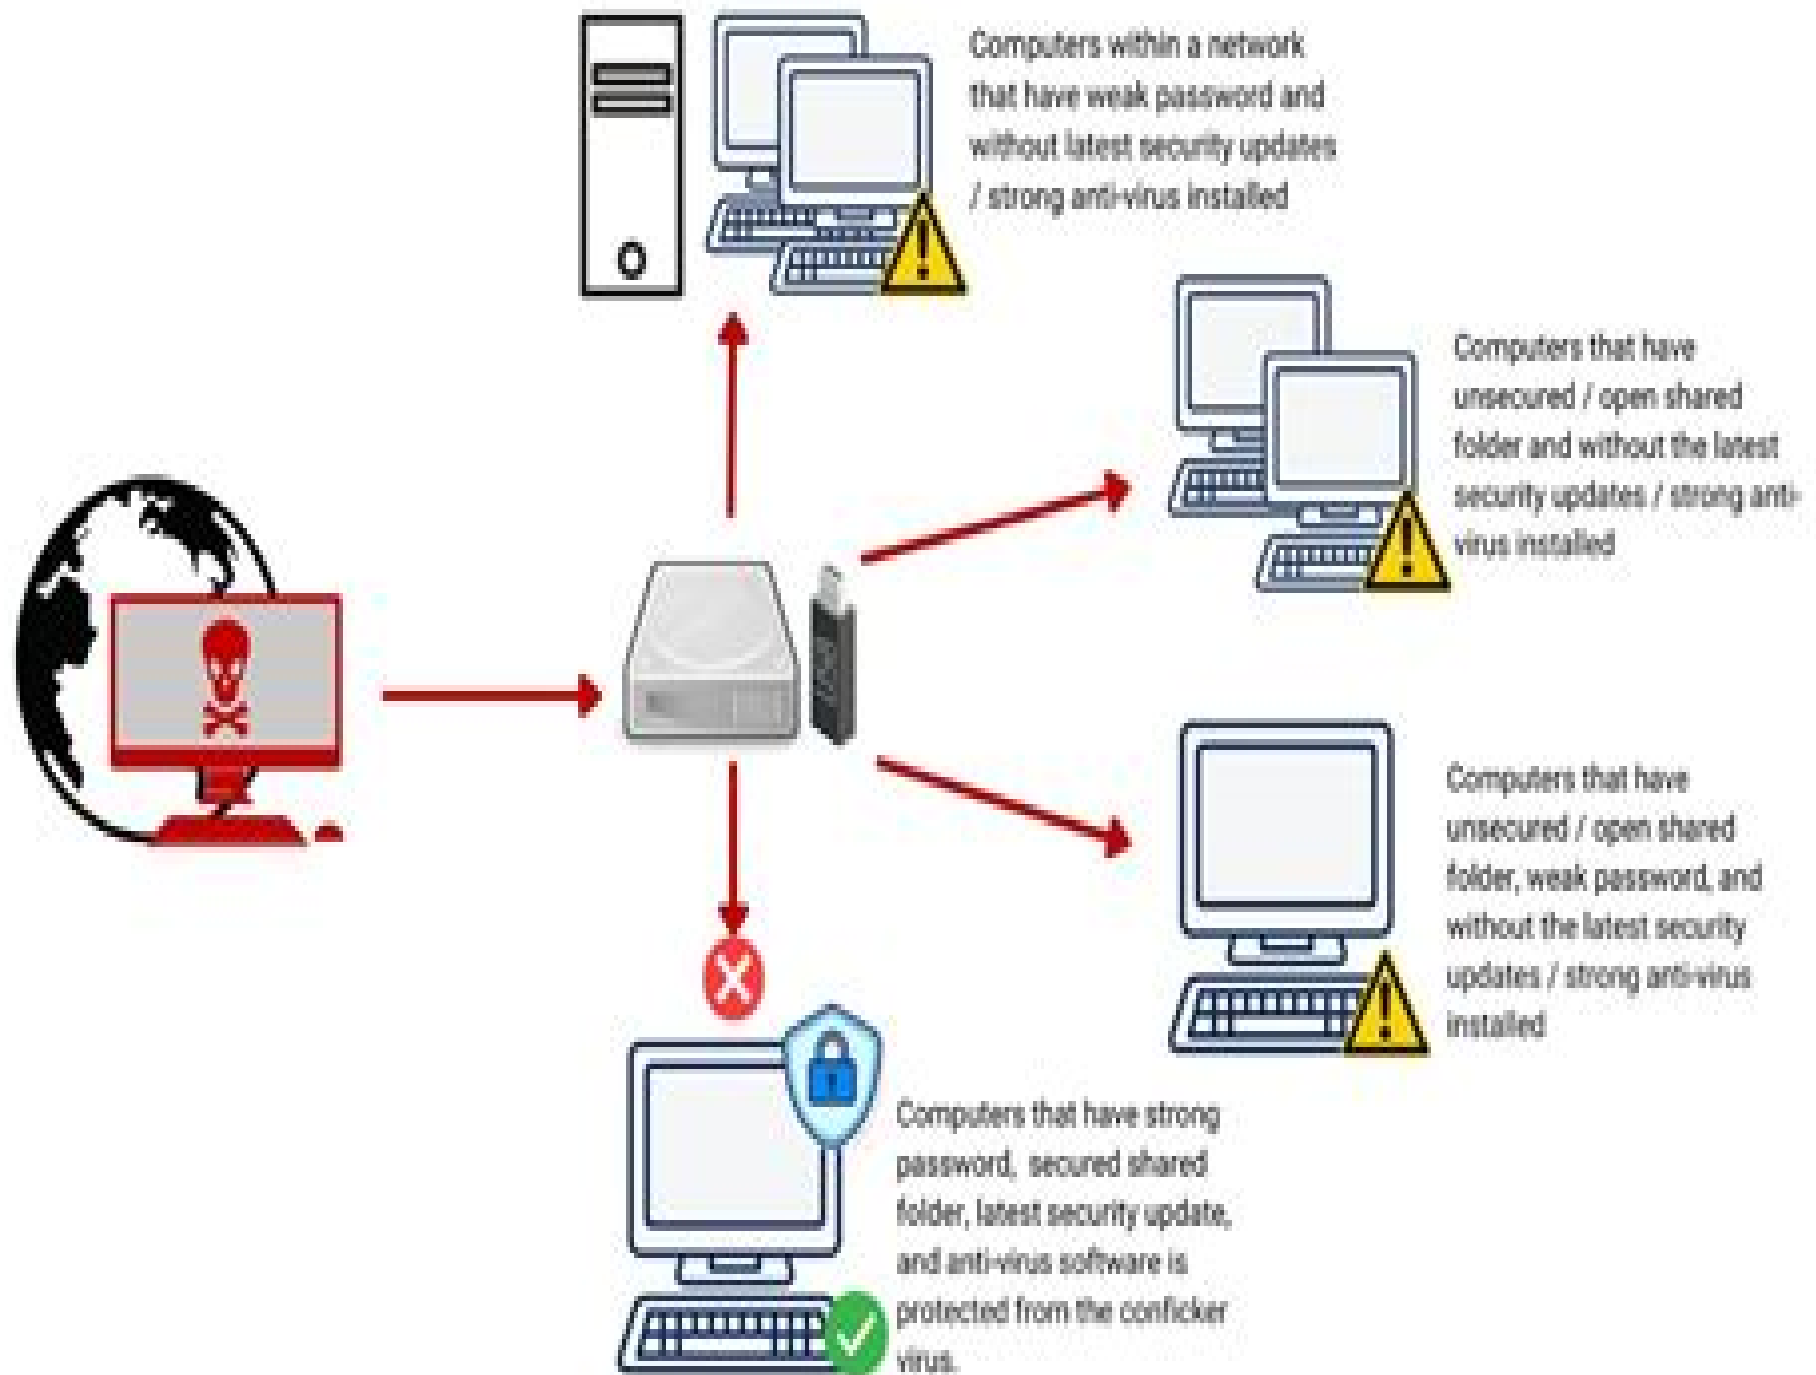 Computers within a network
that have weak password and
without latest security updates
/ strong anti-virus installed
Computers that have
unsecured / open shared
folder and without the latest
security updates / strong anti-
virus installed
Computers that have
unsecured / open shared
folder, weak password, and
without the latest security
updates / strong anti-virus
installed
Computers that have strong
password, secured shared
folder, latest security update,
and anti-virus software is
protected from the conficker
virus.